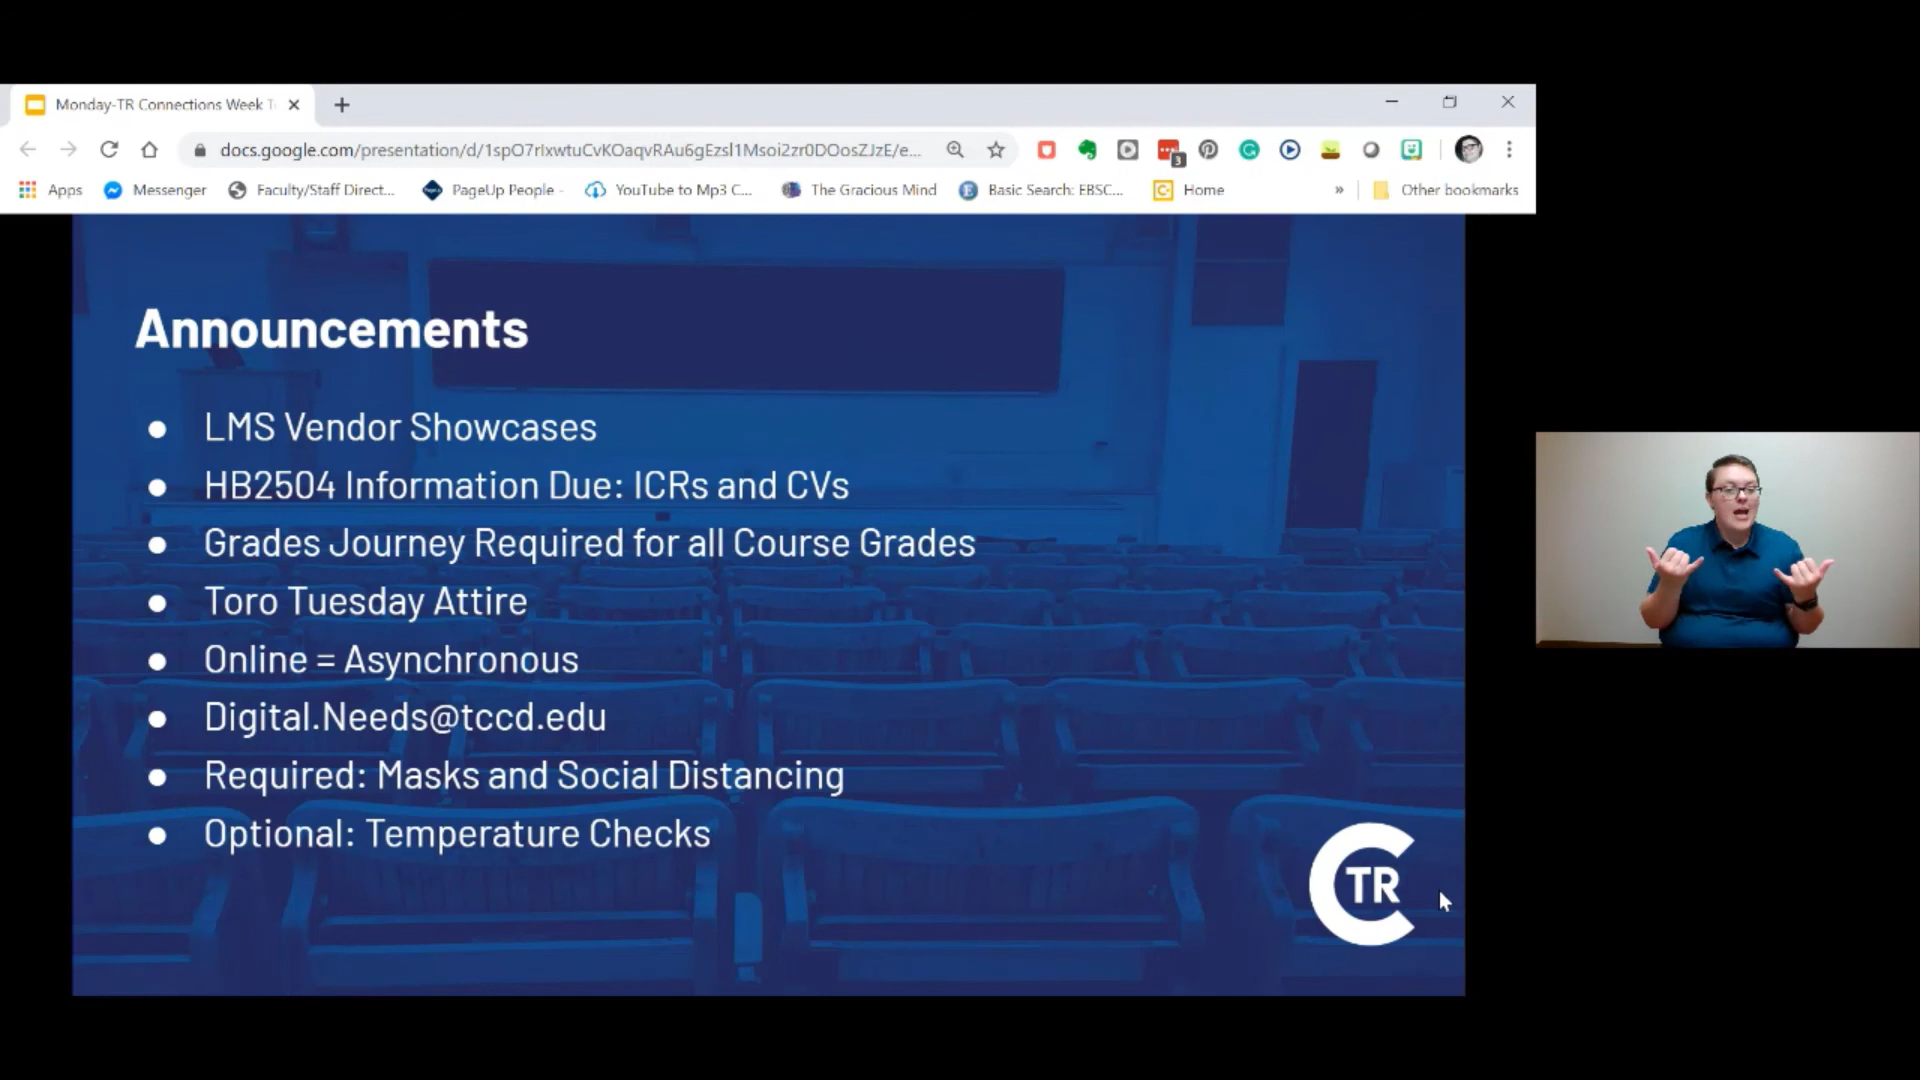 Monday-TR Connections Week T
docs.google.com/presentation/d/1spO7rIxwtuCvKOaqvRAu6gEzsl1Msoi2zr0DOosZJzE/e...
3
Apps
Messenger
Faculty/Staff Direct...
PageUp People -
YouTube to Mp3 C...
The Gracious Mind
Basic Search: EBSC...
Home
»
Other bookmarks
Announcements
● LMS Vendor Showcases
● HB2504 Information Due: ICRs and CVs
● Grades Journey Required for all Course Grades
● Toro Tuesday Attire
● Online = Asynchronous
● Digital.Needs@tccd.edu
● Required: Masks and Social Distancing
● Optional: Temperature Checks
C TR